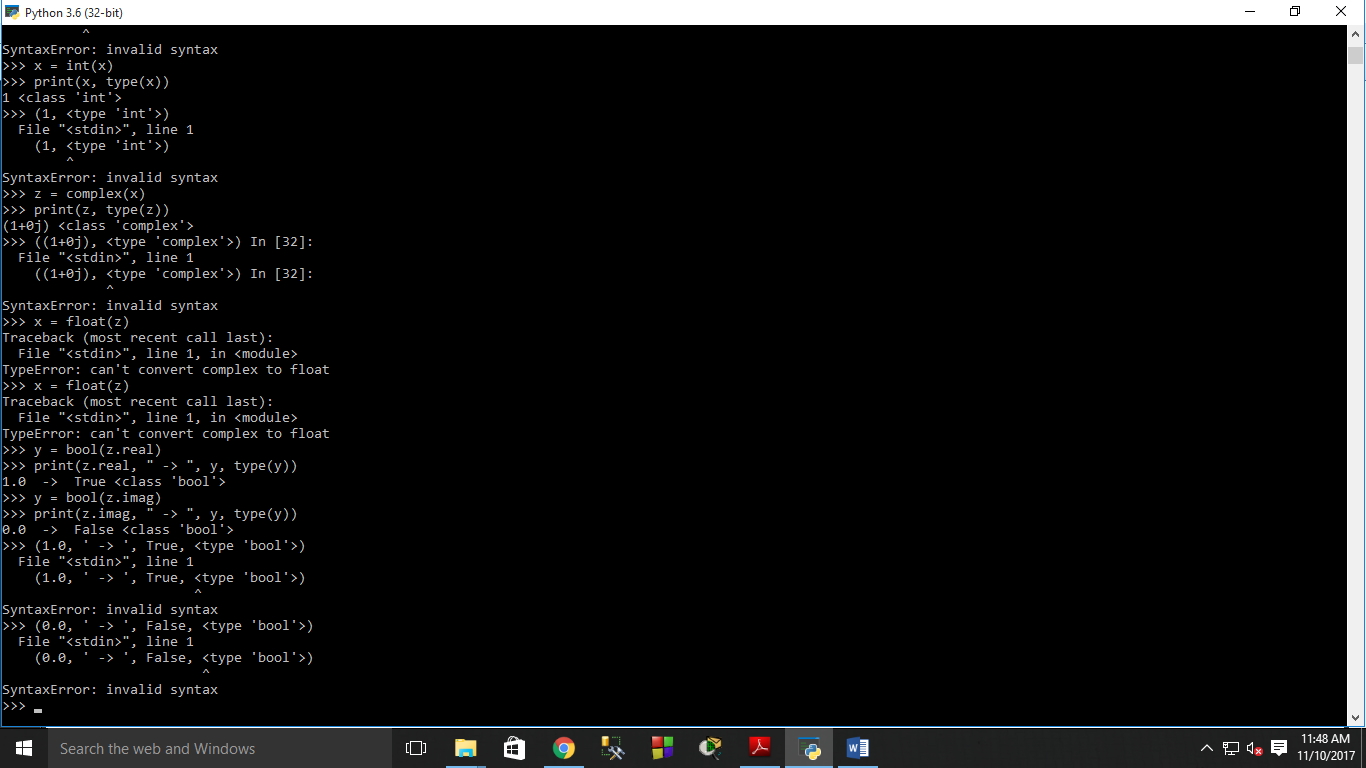 Python 3.6 (32-bit)
^
SyntaxError: invalid syntax
>>> x = int(x)
>>> print(x, type(x))
1 <class 'int'>
>>> (1, <type 'int'>)
  File "<stdin>", line 1
    (1, <type 'int'>)
        ^
SyntaxError: invalid syntax
>>> z = complex(x)
>>> print(z, type(z))
(1+0j) <class 'complex'>
>>> ((1+0j), <type 'complex'>) In [32]:
  File "<stdin>", line 1
    ((1+0j), <type 'complex'>) In [32]:
             ^
SyntaxError: invalid syntax
>>> x = float(z)
Traceback (most recent call last):
  File "<stdin>", line 1, in <module>
TypeError: can't convert complex to float
>>> x = float(z)
Traceback (most recent call last):
  File "<stdin>", line 1, in <module>
TypeError: can't convert complex to float
>>> y = bool(z.real)
>>> print(z.real, " -> ", y, type(y))
1.0  ->  True <class 'bool'>
>>> y = bool(z.imag)
>>> print(z.imag, " -> ", y, type(y))
0.0  ->  False <class 'bool'>
>>> (1.0, ' -> ', True, <type 'bool'>)
  File "<stdin>", line 1
    (1.0, ' -> ', True, <type 'bool'>)
                        ^
SyntaxError: invalid syntax
>>> (0.0, ' -> ', False, <type 'bool'>)
  File "<stdin>", line 1
    (0.0, ' -> ', False, <type 'bool'>)
                         ^
SyntaxError: invalid syntax
>>>
Search the web and Windows
11:48 AM
11/10/2017